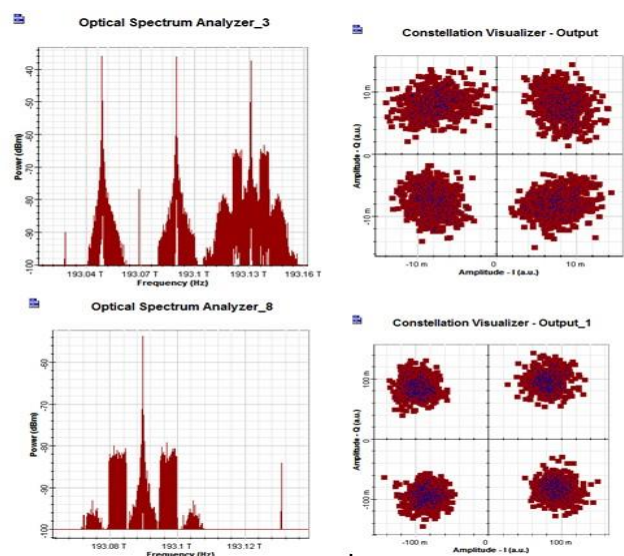 Optical Spectrum Analyzer_3
Power (dBm)
-40
-50
-60
-70
-80
-90
-100
193.04 T
193.07 T
193.1 T
193.13 T
193.16 T
Frequency (Hz)
Constellation Visualizer - Output
Amplitude - Q (a.u.)
10 m
0
-10 m
-10 m
0
10 m
Amplitude - I (a.u.)
Optical Spectrum Analyzer_8
Power (dBm)
-60
-70
-80
-90
-100
193.08 T
193.1 T
193.12 T
Frequency (Hz)
Constellation Visualizer - Output_1
Amplitude - Q (a.u.)
100 m
0
-100 m
-100 m
0
100 m
Amplitude - I (a.u.)